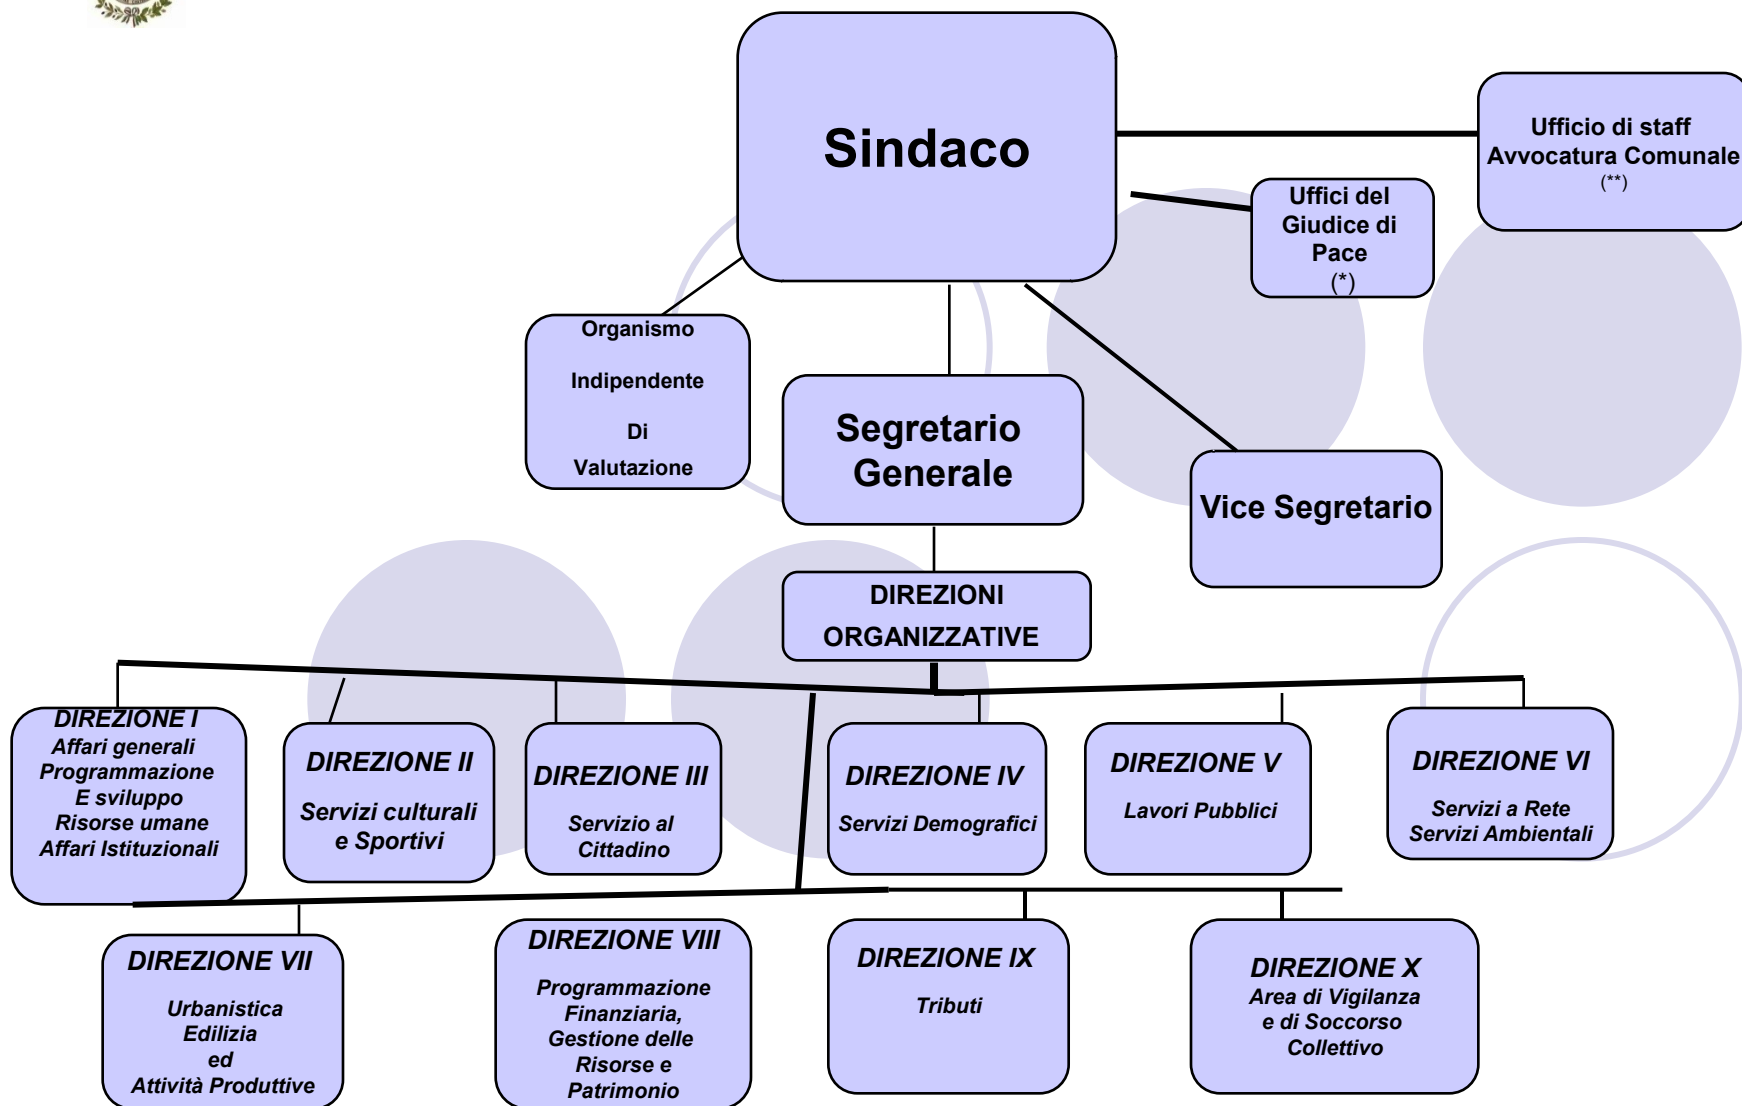 Sindaco
Ufficio di staff
Avvocatura Comunale
(**)
Uffici del
Giudice di
Pace
(*)
Organismo
Indipendente
Di
Valutazione
Segretario
Generale
Vice Segretario
DIREZIONI
ORGANIZZATIVE
DIREZIONE I
Affari generali
Programmazione
E sviluppo
Risorse umane
Affari Istituzionali
DIREZIONE II
Servizi culturali
e Sportivi
DIREZIONE III
Servizio al
Cittadino
DIREZIONE IV
Servizi Demografici
DIREZIONE V
Lavori Pubblici
DIREZIONE VI
Servizi a Rete
Servizi Ambientali
DIREZIONE VII
Urbanistica
Edilizia
ed
Attività Produttive
DIREZIONE VIII
Programmazione
Finanziaria,
Gestione delle
Risorse e
Patrimonio
DIREZIONE IX
Tributi
DIREZIONE X
Area di Vigilanza
e di Soccorso
Collettivo